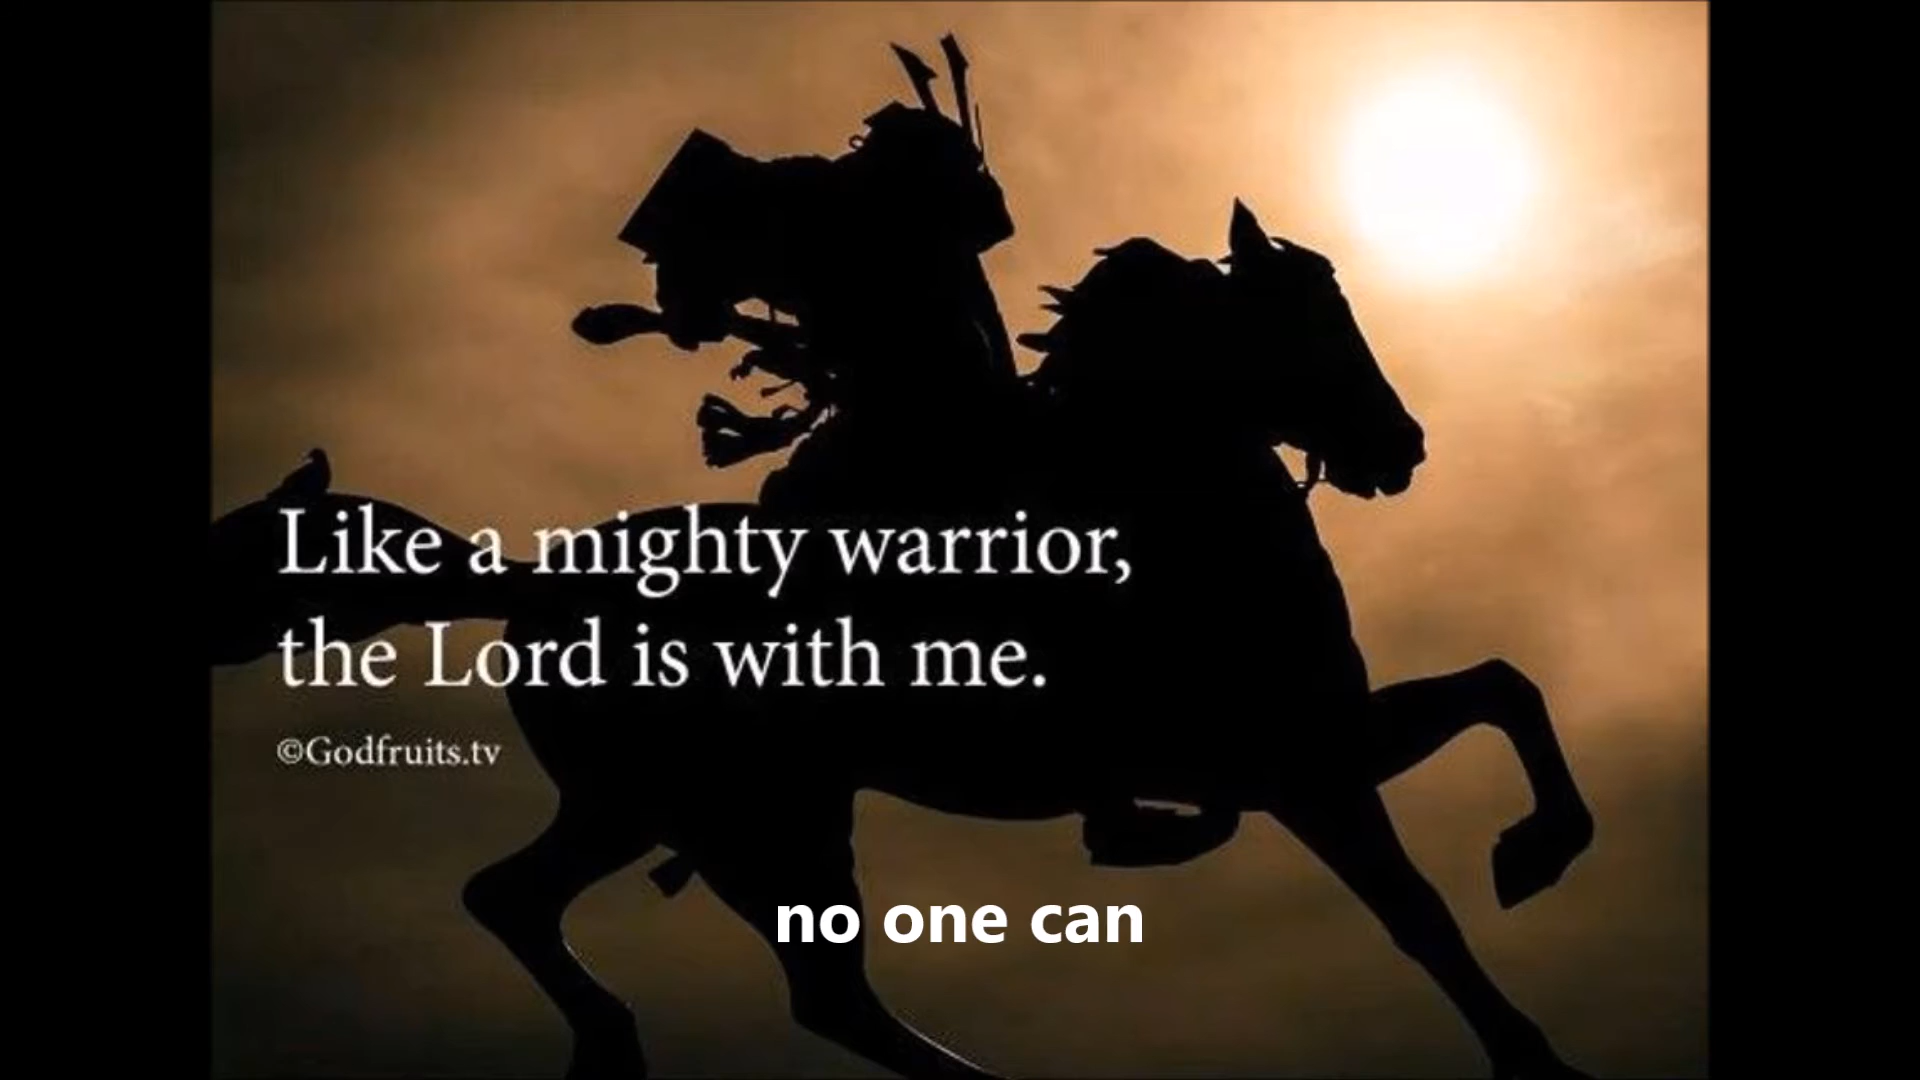 Like a mighty warrior,
the Lord is with me.
©Godfruits.tv
no one can